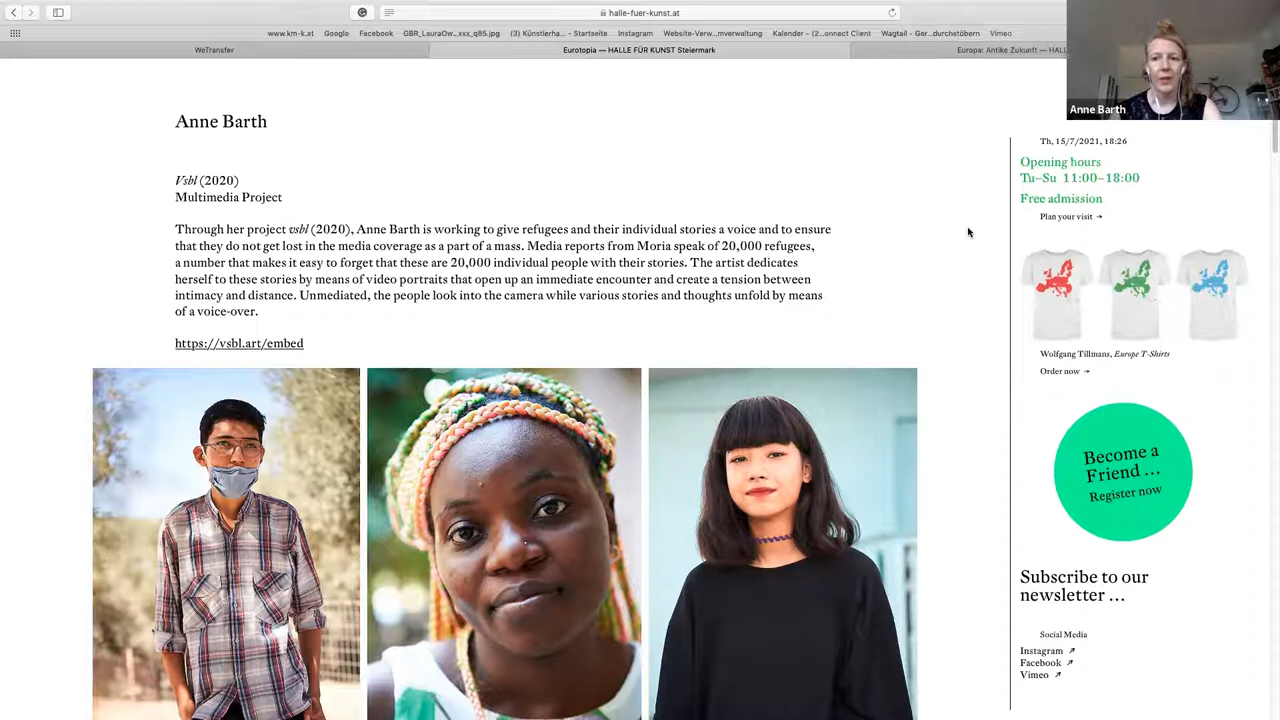 halle-fuer-kunst.at
www.km-k.at
Google
Facebook
GBR_LauraOw...xxx_q85.jpg
(3) Künstlerha... - Startseite
Instagram
Website-Verw...mverwaltung
Kalender - (2...onnect Client
Wagtail - Ger...durchstöbern
Vimeo
WeTransfer
Eurotopia — HALLE FÜR KUNST Steiermark
Europa: Antike Zukunft — HALL
Anne Barth
Anne Barth
Vsbl (2020)
Multimedia Project
Through her project vsbl (2020), Anne Barth is working to give refugees and their individual stories a voice and to ensure
that they do not get lost in the media coverage as a part of a mass. Media reports from Moria speak of 20,000 refugees,
a number that makes it easy to forget that these are 20,000 individual people with their stories. The artist dedicates
herself to these stories by means of video portraits that open up an immediate encounter and create a tension between
intimacy and distance. Unmediated, the people look into the camera while various stories and thoughts unfold by means
of a voice-over.
https://vsbl.art/embed
Th, 15/7/2021, 18:26
Opening hours
Tu–Su 11:00–18:00
Free admission
Plan your visit →
Wolfgang Tillmans, Europe T-Shirts
Order now →
Become a
Friend ...
Register now
Subscribe to our
newsletter ...
Social Media
Instagram ↗
Facebook ↗
Vimeo ↗